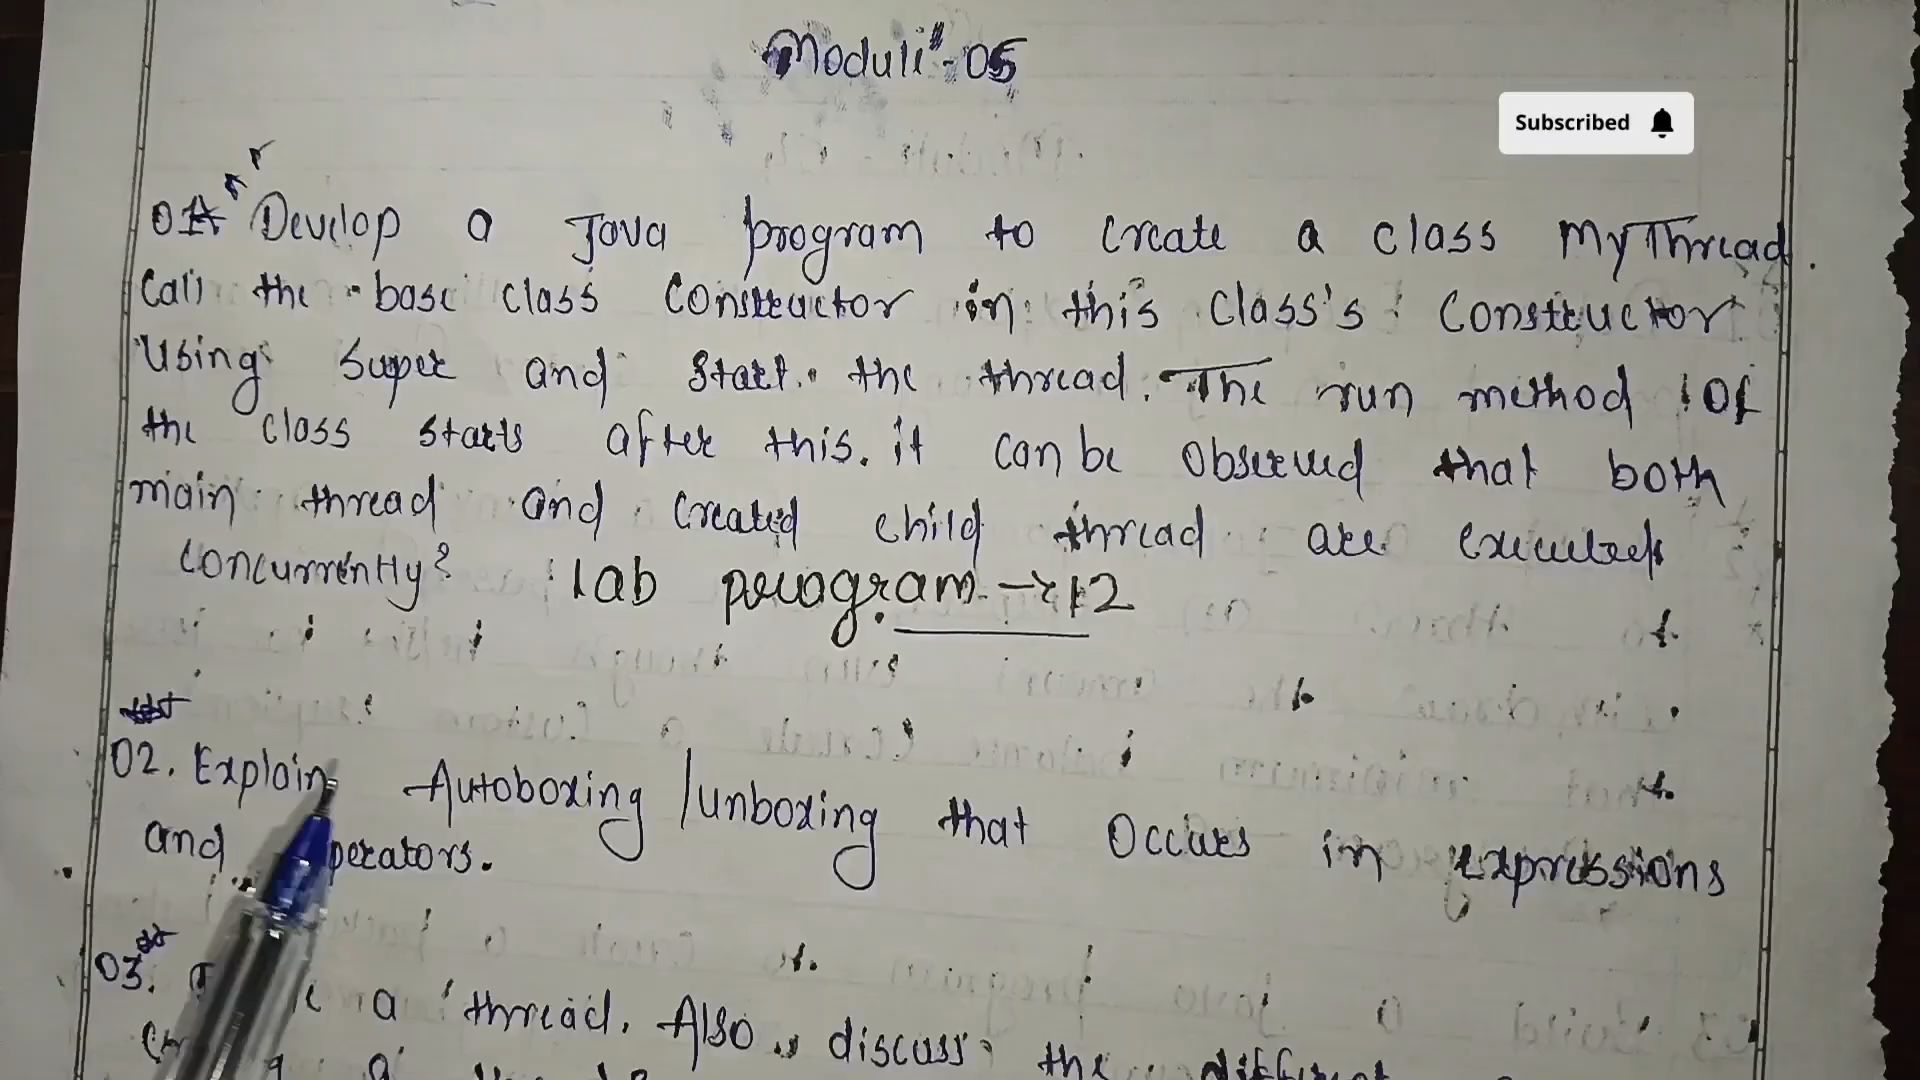 Module-05
Subscribed
01 Develop a Java program to create a class MyThread.
Call the base class Constructor in this Class's Constructor
Using Super and Start the thread. The run method of
the class starts after this. it can be Observed that both
main thread and created child thread are executed
concurrently?
lab program → 12
02. Explain Autoboxing/unboxing that Occurs in expressions
and perators.
03. a thread. Also discuss the different